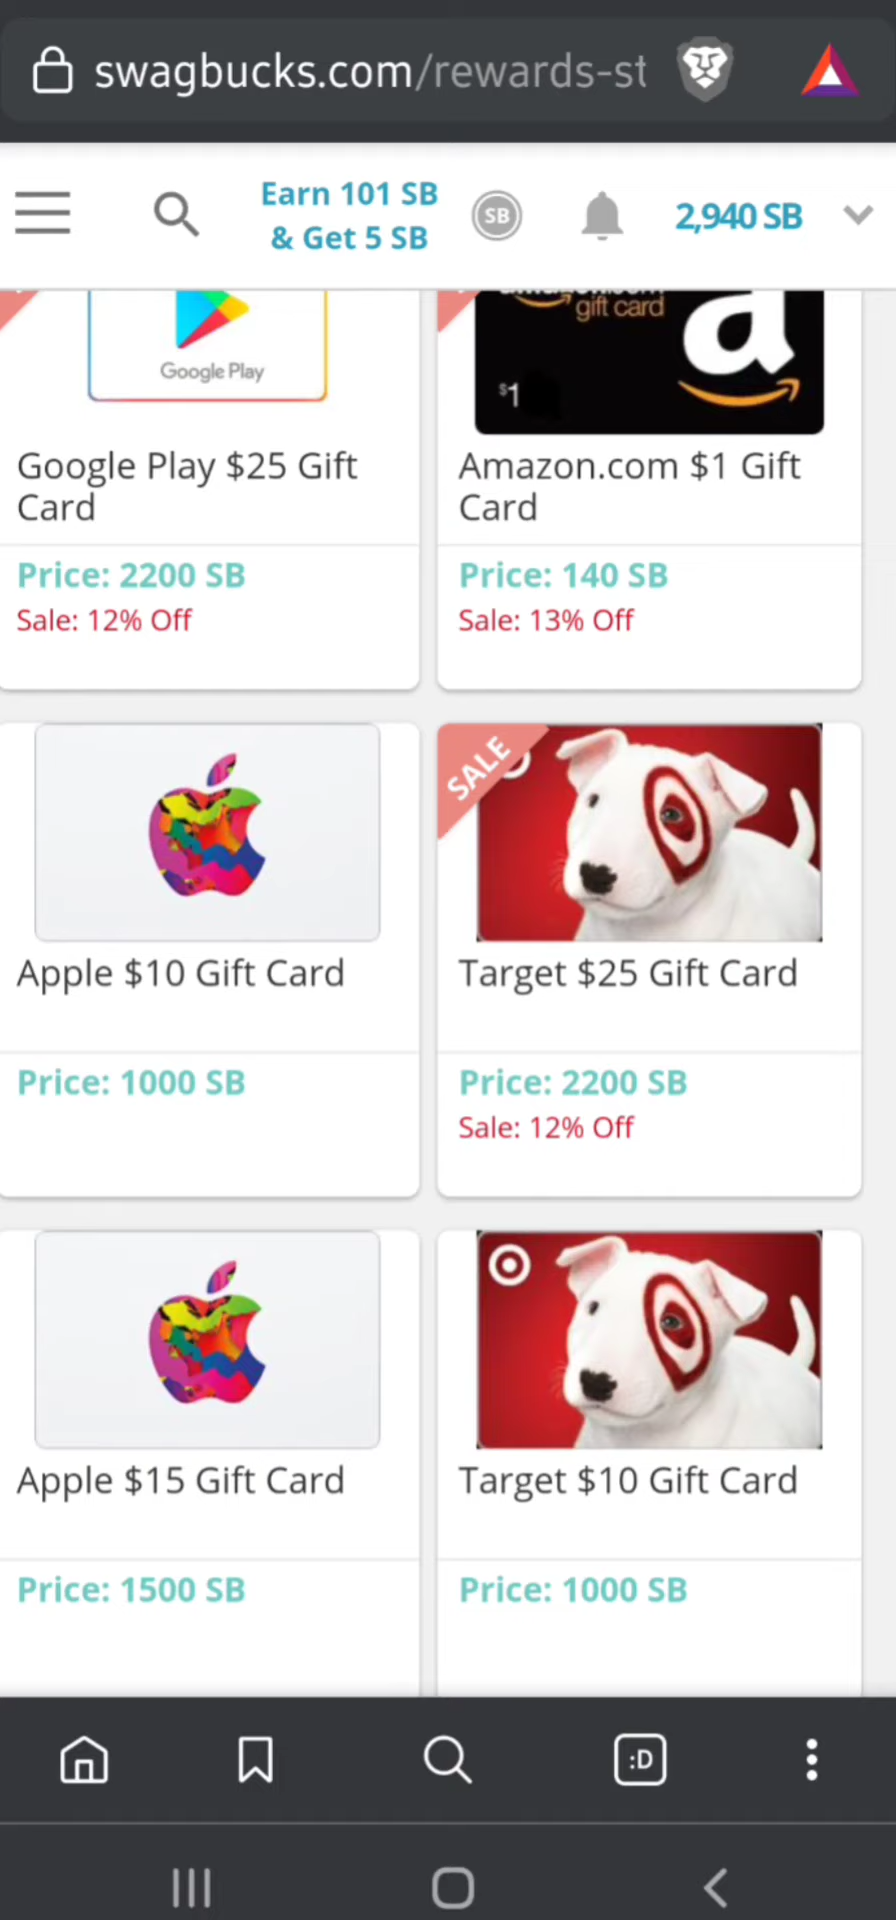 swagbucks.com/rewards-st
Earn 101 SB
& Get 5 SB
SB
2,940 SB
Google Play
gift card
$1
Google Play $25 Gift
Card
Amazon.com $1 Gift
Card
Price: 2200 SB
Sale: 12% Off
Price: 140 SB
Sale: 13% Off
SALE
Apple $10 Gift Card
Target $25 Gift Card
Price: 1000 SB
Price: 2200 SB
Sale: 12% Off
Apple $15 Gift Card
Target $10 Gift Card
Price: 1500 SB
Price: 1000 SB
:D